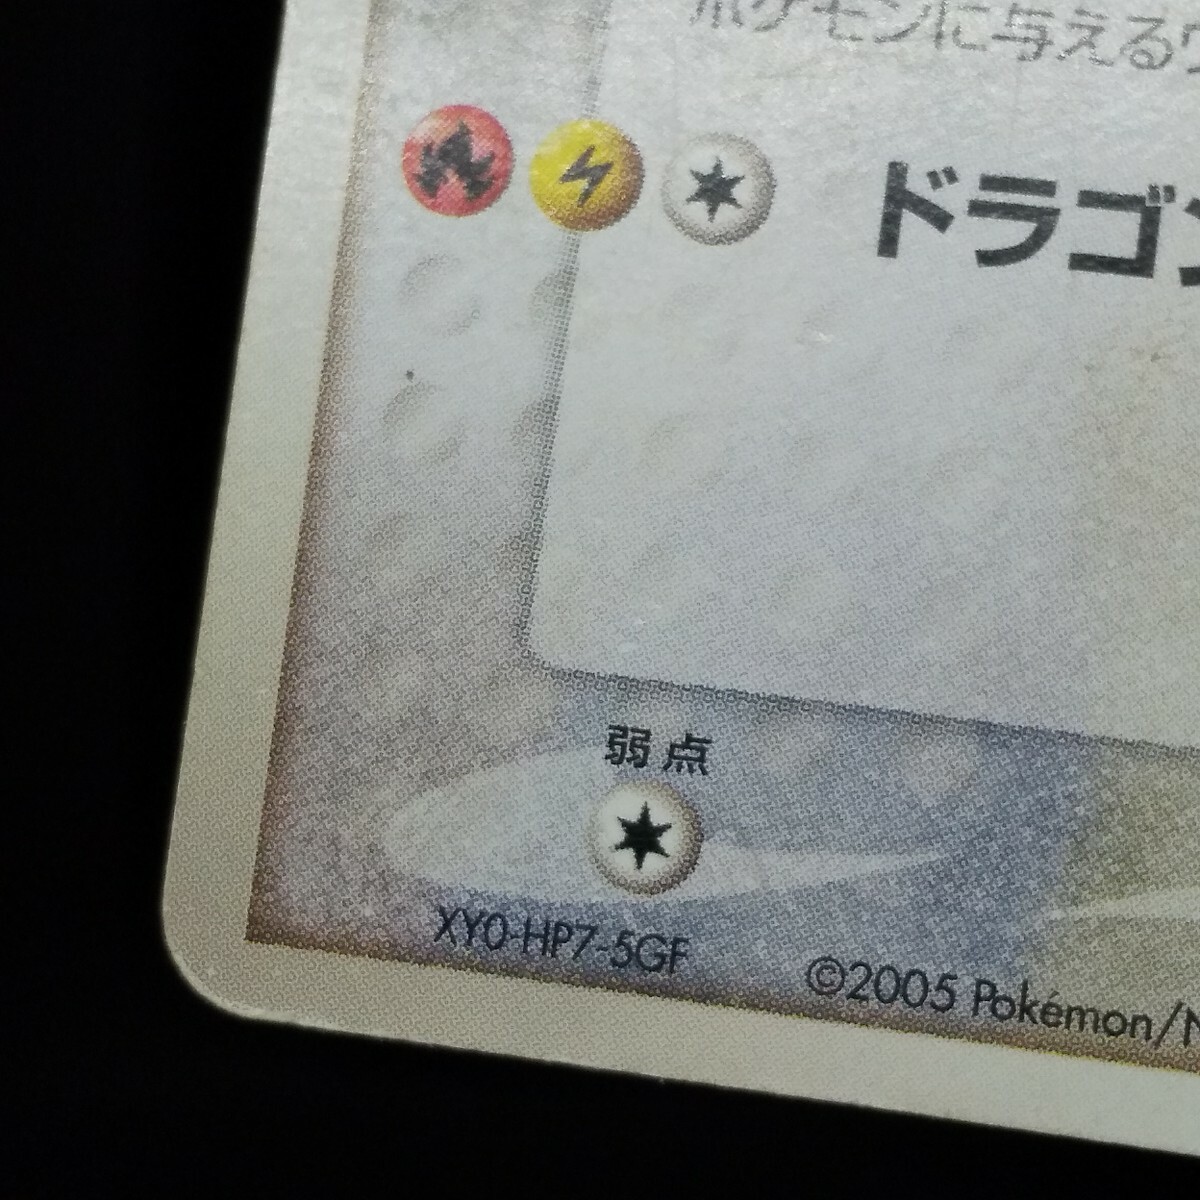 ポケモンに与える
ドラゴン
弱点
XY0-HP7-5GF
©2005 Pokémon/N